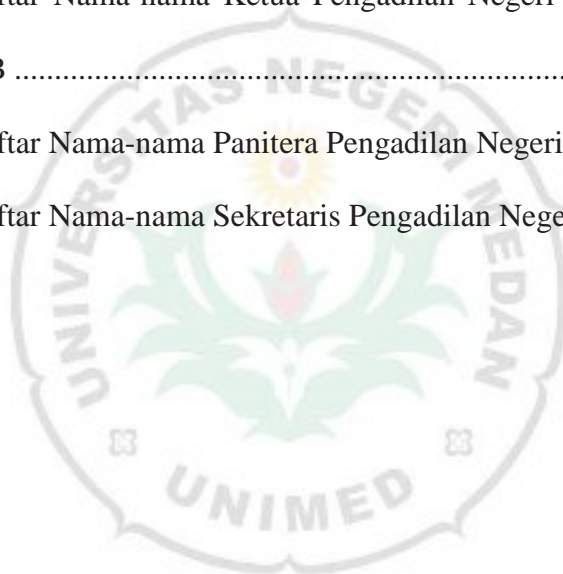 ftar Nama-nama Ketua Pengadilan Negeri
3 ....................................................................
ftar Nama-nama Panitera Pengadilan Negeri
ftar Nama-nama Sekretaris Pengadilan Nege
UNIVERSITAS NEGERI MEDAN
UNIMED